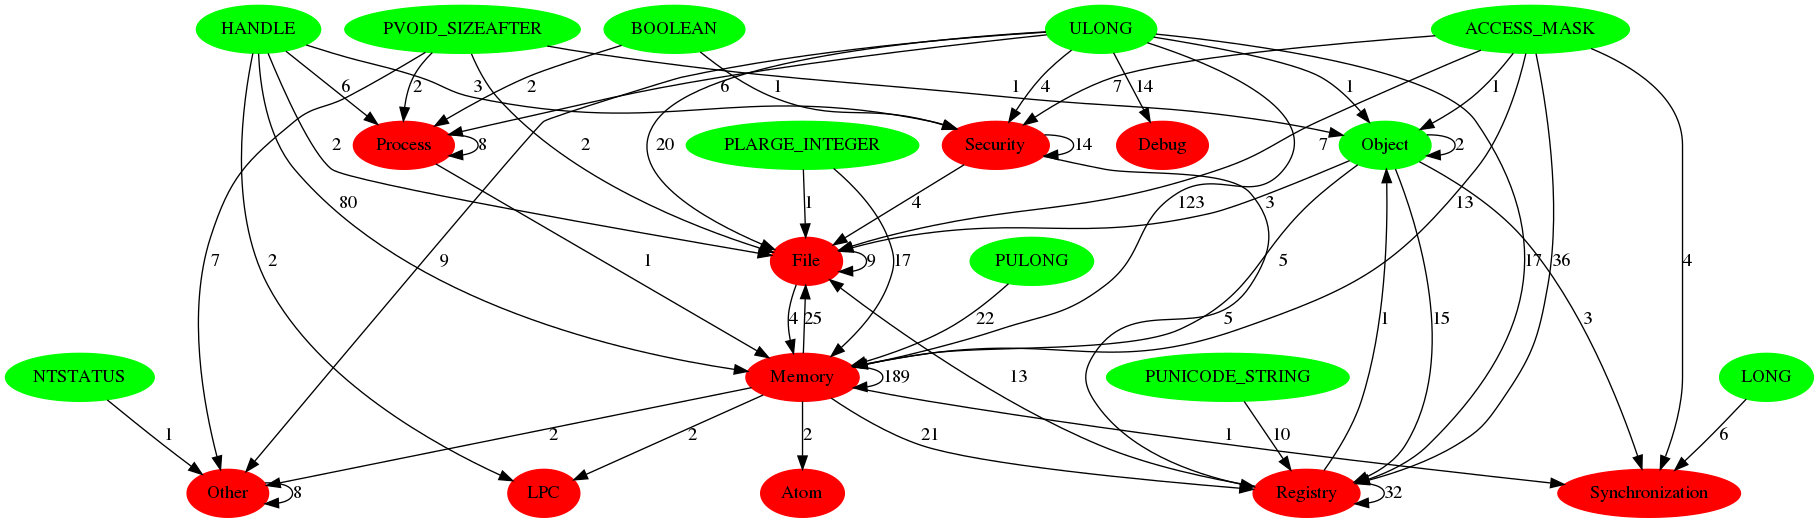 HANDLE
PVOID_SIZEAFTER
BOOLEAN
ULONG
ACCESS_MASK
6
2
3
2
1
6
4
14
7
1
1
1
Process
8
PLARGE_INTEGER
Security
14
Debug
Object
2
2
2
20
7
80
1
4
123
3
13
7
2
9
1
File
9
17
PULONG
5
17
36
4
4
25
22
5
1
15
3
NTSTATUS
Memory
189
PUNICODE_STRING
LONG
13
1
2
2
2
21
1
10
6
Other
8
LPC
Atom
Registry
32
Synchronization